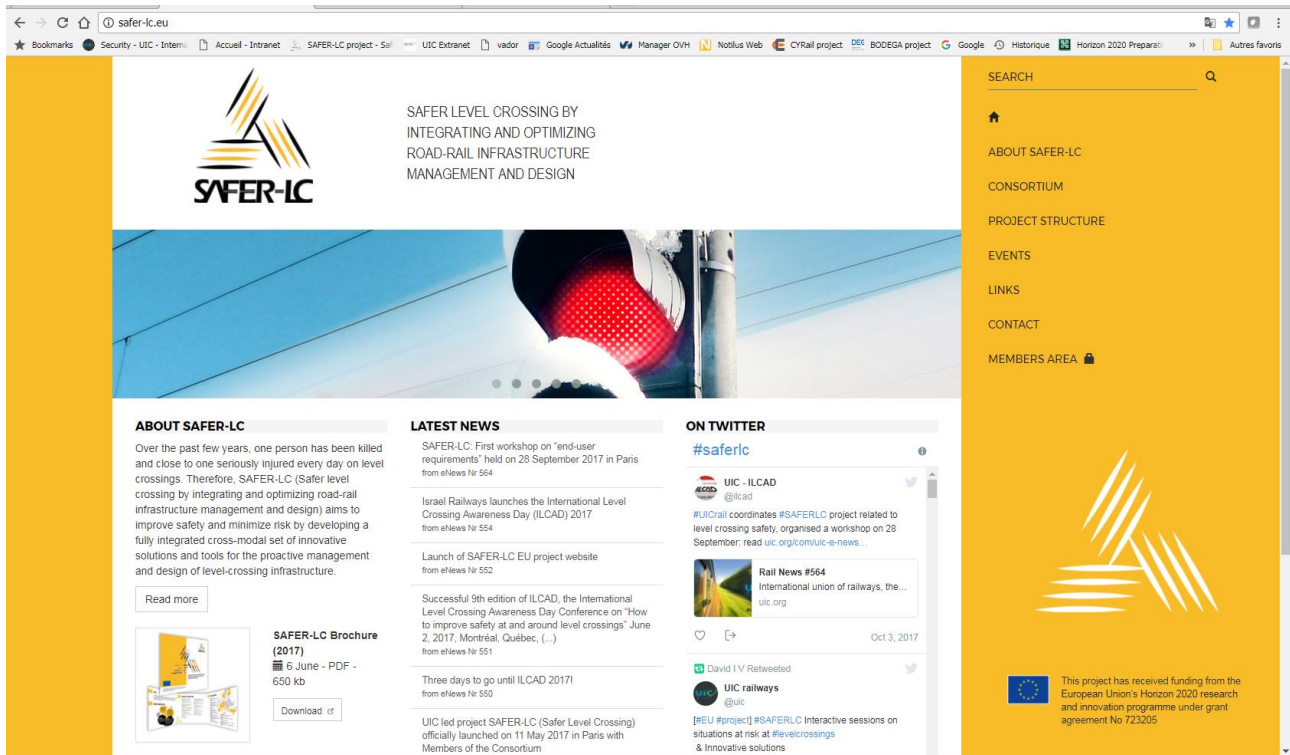 safer-lc.eu
Bookmarks
Security - UIC - Interna
Accueil - Intranet
SAFER-LC project - Saf
UIC Extranet
vador
Google Actualités
Manager OVH
Notilus Web
CYRail project
BODEGA project
Google
Historique
Horizon 2020 Preparati
»
Autres favoris
SAFER-LC
SAFER LEVEL CROSSING BY
INTEGRATING AND OPTIMIZING
ROAD-RAIL INFRASTRUCTURE
MANAGEMENT AND DESIGN
SEARCH
ABOUT SAFER-LC
CONSORTIUM
PROJECT STRUCTURE
EVENTS
LINKS
CONTACT
MEMBERS AREA
ABOUT SAFER-LC
Over the past few years, one person has been killed
and close to one seriously injured every day on level
crossings. Therefore, SAFER-LC (Safer level
crossing by integrating and optimizing road-rail
infrastructure management and design) aims to
improve safety and minimize risk by developing a
fully integrated cross-modal set of innovative
solutions and tools for the proactive management
and design of level-crossing infrastructure.
Read more
SAFER-LC Brochure
(2017)
6 June - PDF -
650 kb
Download
LATEST NEWS
SAFER-LC: First workshop on "end-user
requirements" held on 28 September 2017 in Paris
from eNews Nr 564
Israel Railways launches the International Level
Crossing Awareness Day (ILCAD) 2017
from eNews Nr 554
Launch of SAFER-LC EU project website
from eNews Nr 552
Successful 9th edition of ILCAD, the International
Level Crossing Awareness Day Conference on "How
to improve safety at and around level crossings" June
2, 2017, Montréal, Québec, (...)
from eNews Nr 551
Three days to go until ILCAD 2017!
from eNews Nr 550
UIC led project SAFER-LC (Safer Level Crossing)
officially launched on 11 May 2017 in Paris with
Members of the Consortium
ON TWITTER
#saferlc
UIC - ILCAD
@ilcad
#UICrail coordinates #SAFERLC project related to
level crossing safety, organised a workshop on 28
September: read uic.org/com/uic-e-news...
Rail News #564
International union of railways, the...
uic.org
Oct 3, 2017
David I V Retweeted
UIC railways
@uic
[#EU #project] #SAFERLC Interactive sessions on
situations at risk at #levelcrossings
& Innovative solutions
This project has received funding from the
European Union's Horizon 2020 research
and innovation programme under grant
agreement No 723205